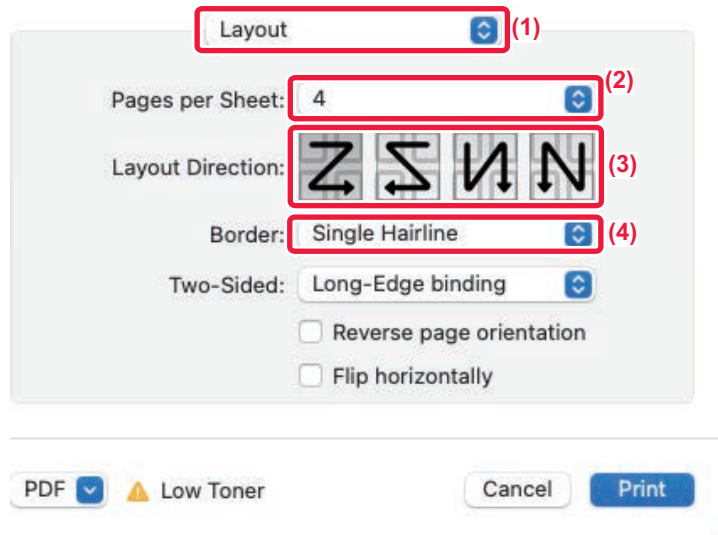 Layout (1)
Pages per Sheet: 4 (2)
Layout Direction: (3)
Border: Single Hairline (4)
Two-Sided: Long-Edge binding
Reverse page orientation
Flip horizontally
PDF Low Toner Cancel Print